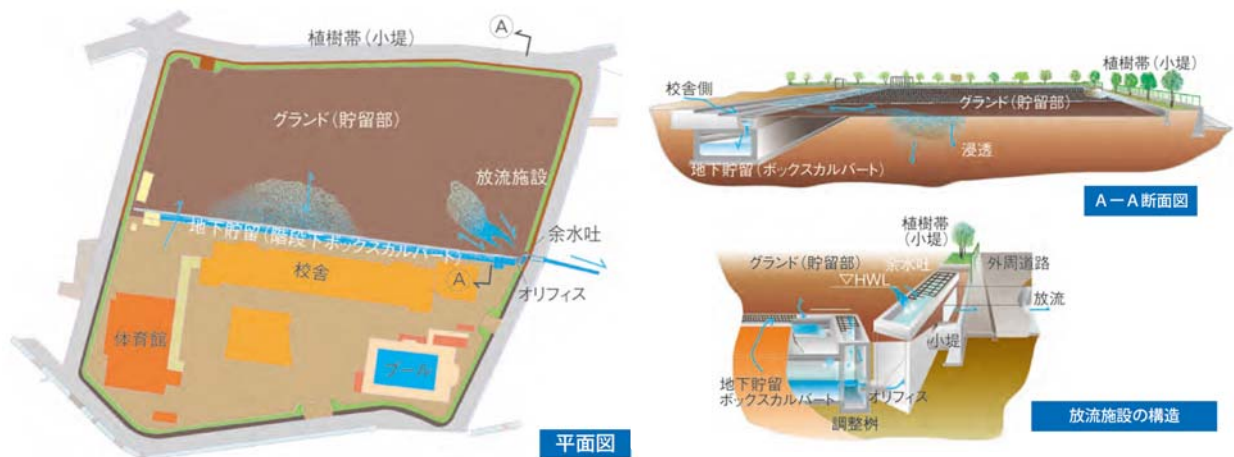 植樹帯(小堤)
A
グランド(貯留部)
放流施設
地下貯留(階段下ボックスカルバート)
余水吐
校舎
A
オリフィス
体育館
プール
平面図
植樹帯(小堤)
校舎側
グランド(貯留部)
浸透
地下貯留(ボックスカルバート)
A-A断面図
植樹帯
(小堤)
グランド(貯留部)
余水吐
外周道路
▽HWL
放流
小堤
地下貯留
ボックスカルバート
オリフィス
調整桝
放流施設の構造